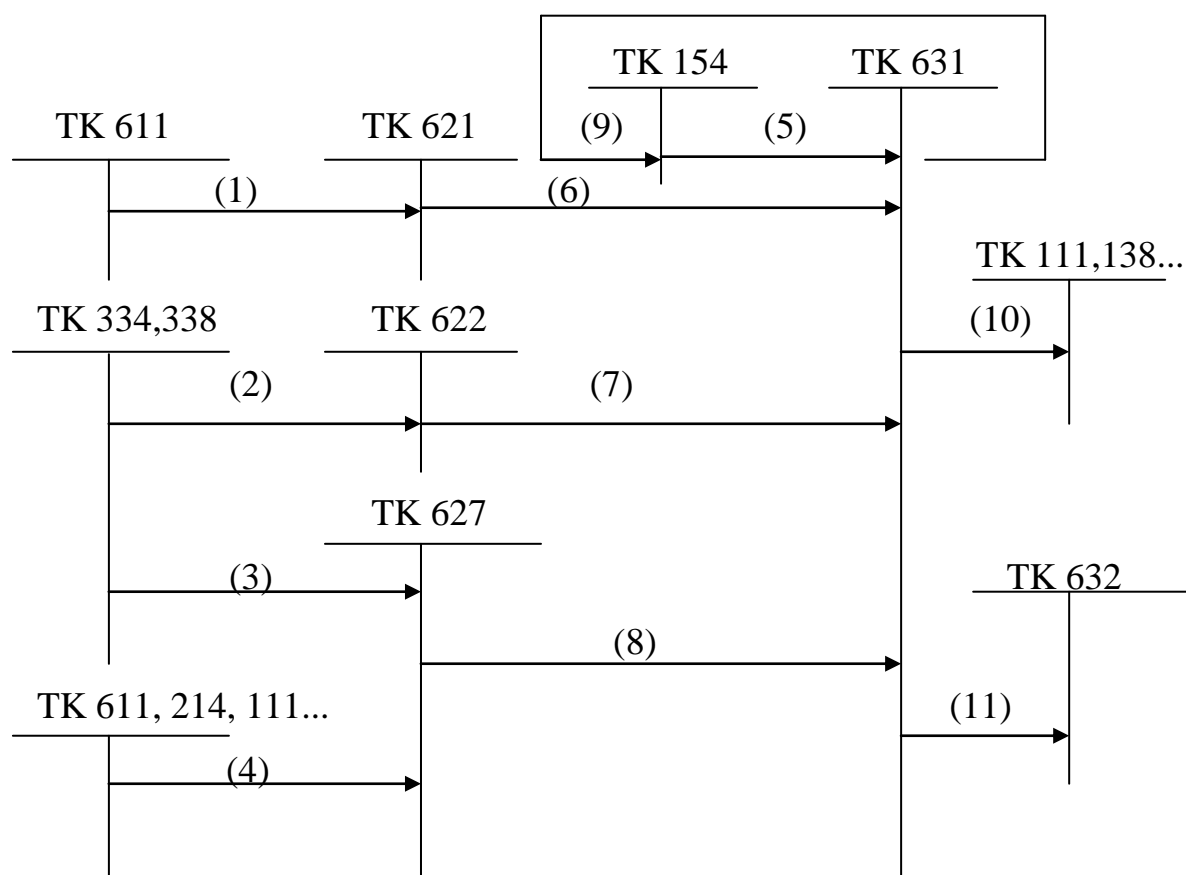 TK 154 TK 631
TK 611 TK 621 (9) (5)
(1) (6)
TK 111,138...
TK 334,338 TK 622 (10)
(2) (7)
TK 627
(3) TK 632
(8)
TK 611, 214, 111... (11)
(4)